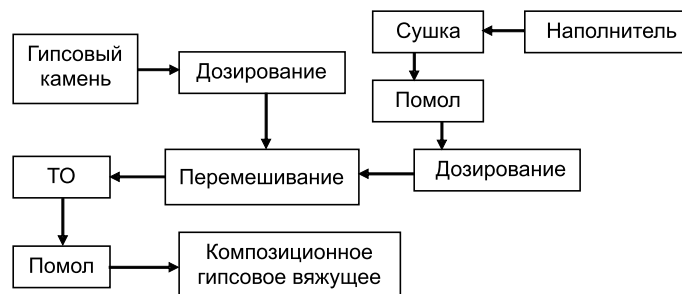 Гипсовый
камень
Дозирование
Сушка
Наполнитель
Помол
Дозирование
Перемешивание
ТО
Помол
Композиционное
гипсовое вяжущее